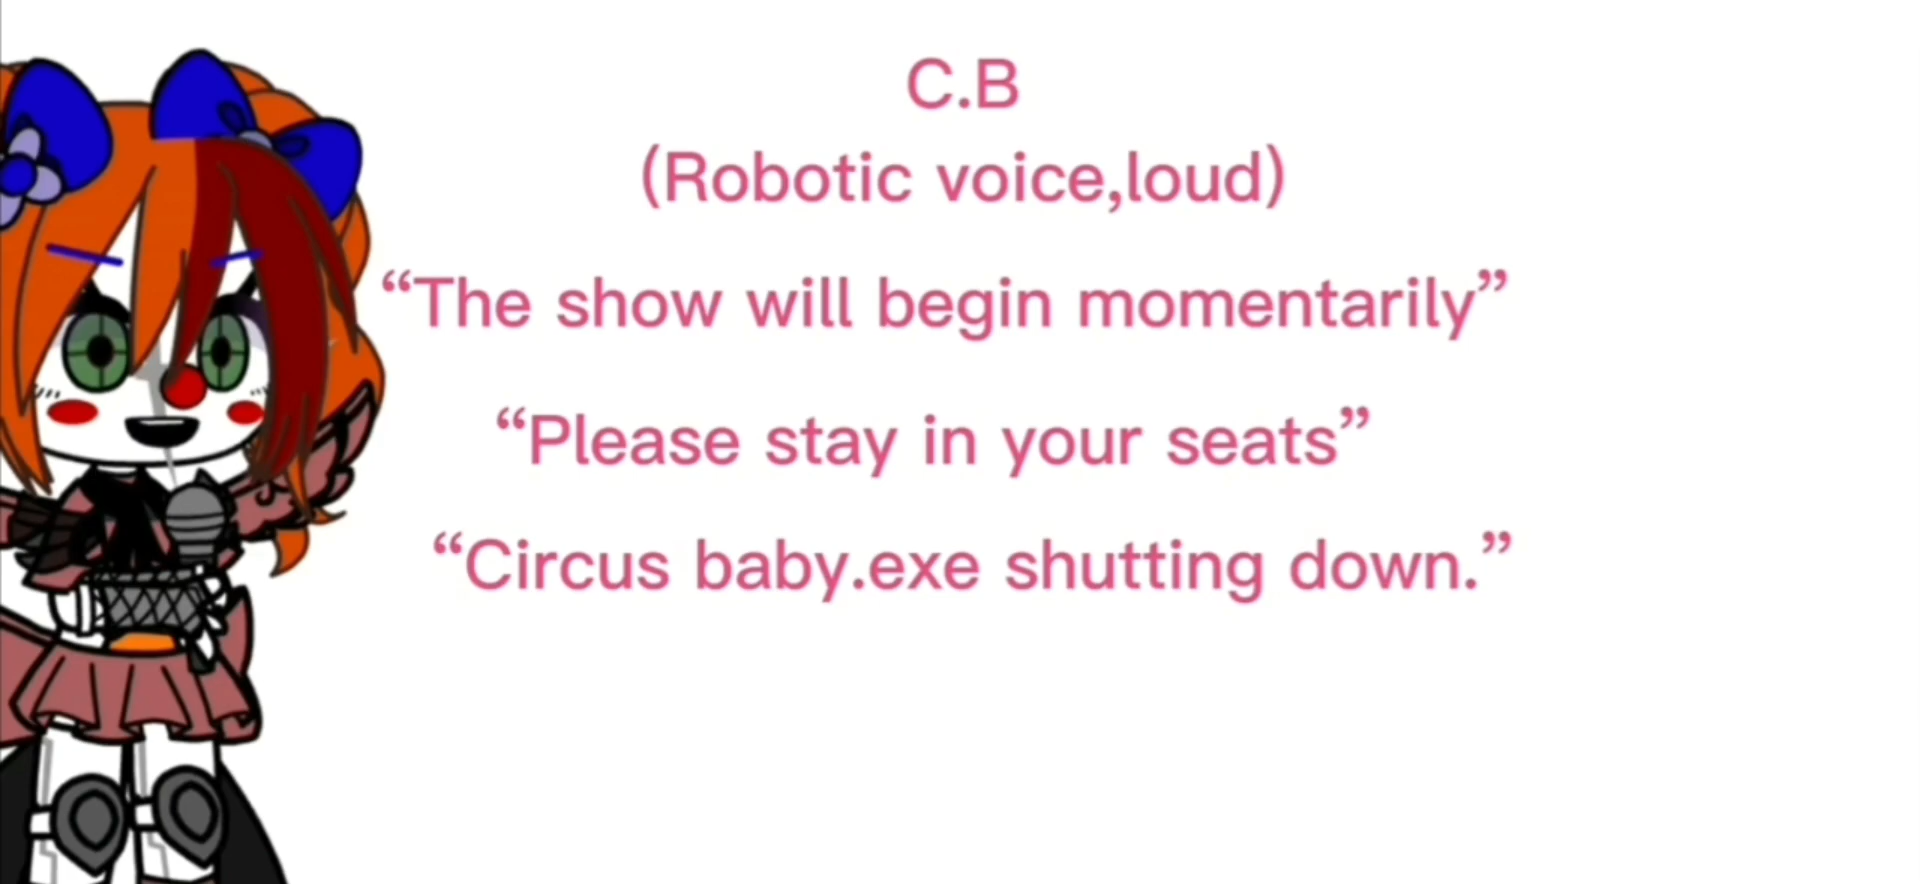 C.B
(Robotic voice,loud)
“The show will begin momentarily”
“Please stay in your seats”
“Circus baby.exe shutting down.”